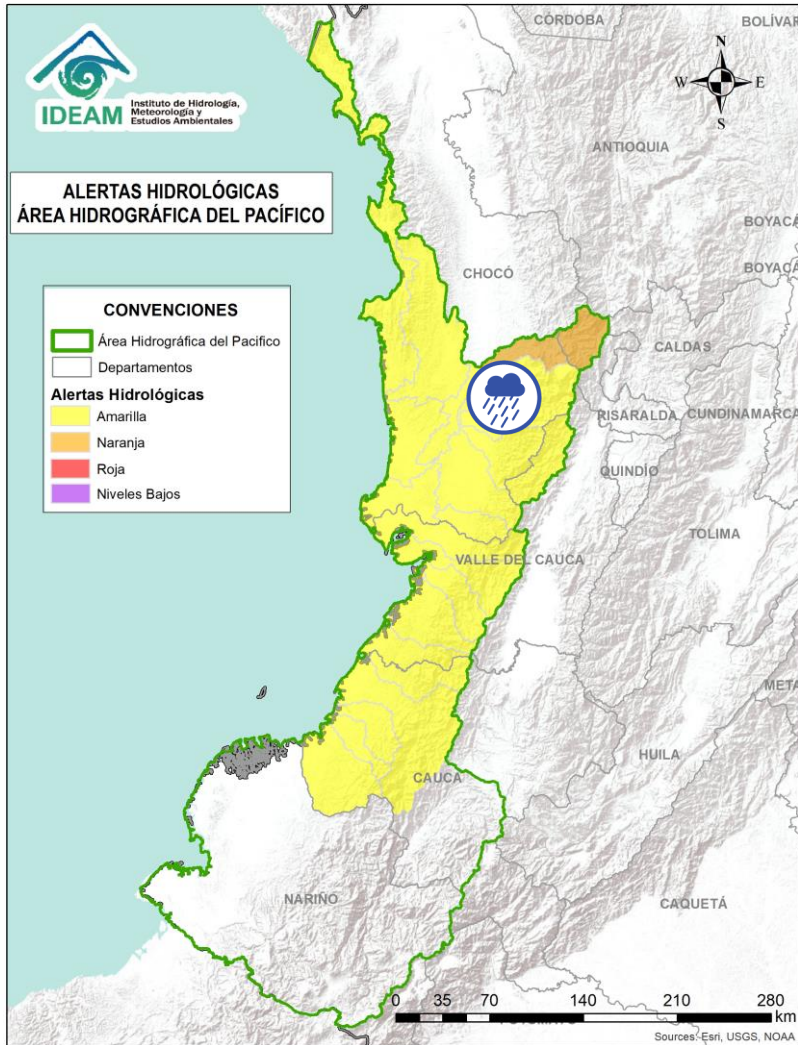 CÓRDOBA
BOLÍVAR
N
W
E
S
IDEAM
Instituto de Hidrología,
Meteorología y
Estudios Ambientales
ANTIOQUIA
ALERTAS HIDROLÓGICAS
ÁREA HIDROGRÁFICA DEL PACÍFICO
BOYACÁ
BOYACÁ
CHOCÓ
CONVENCIONES
Área Hidrográfica del Pacifico
Departamentos
Alertas Hidrológicas
Amarilla
Naranja
Roja
Niveles Bajos
CALDAS
RISARALDA
CUNDINAMARCA
QUINDÍO
TOLIMA
VALLE DEL CAUCA
META
HUILA
CAUCA
NARIÑO
CAQUETÁ
0 35 70 140 210 280
km
Sources: Esri, USGS, NOAA